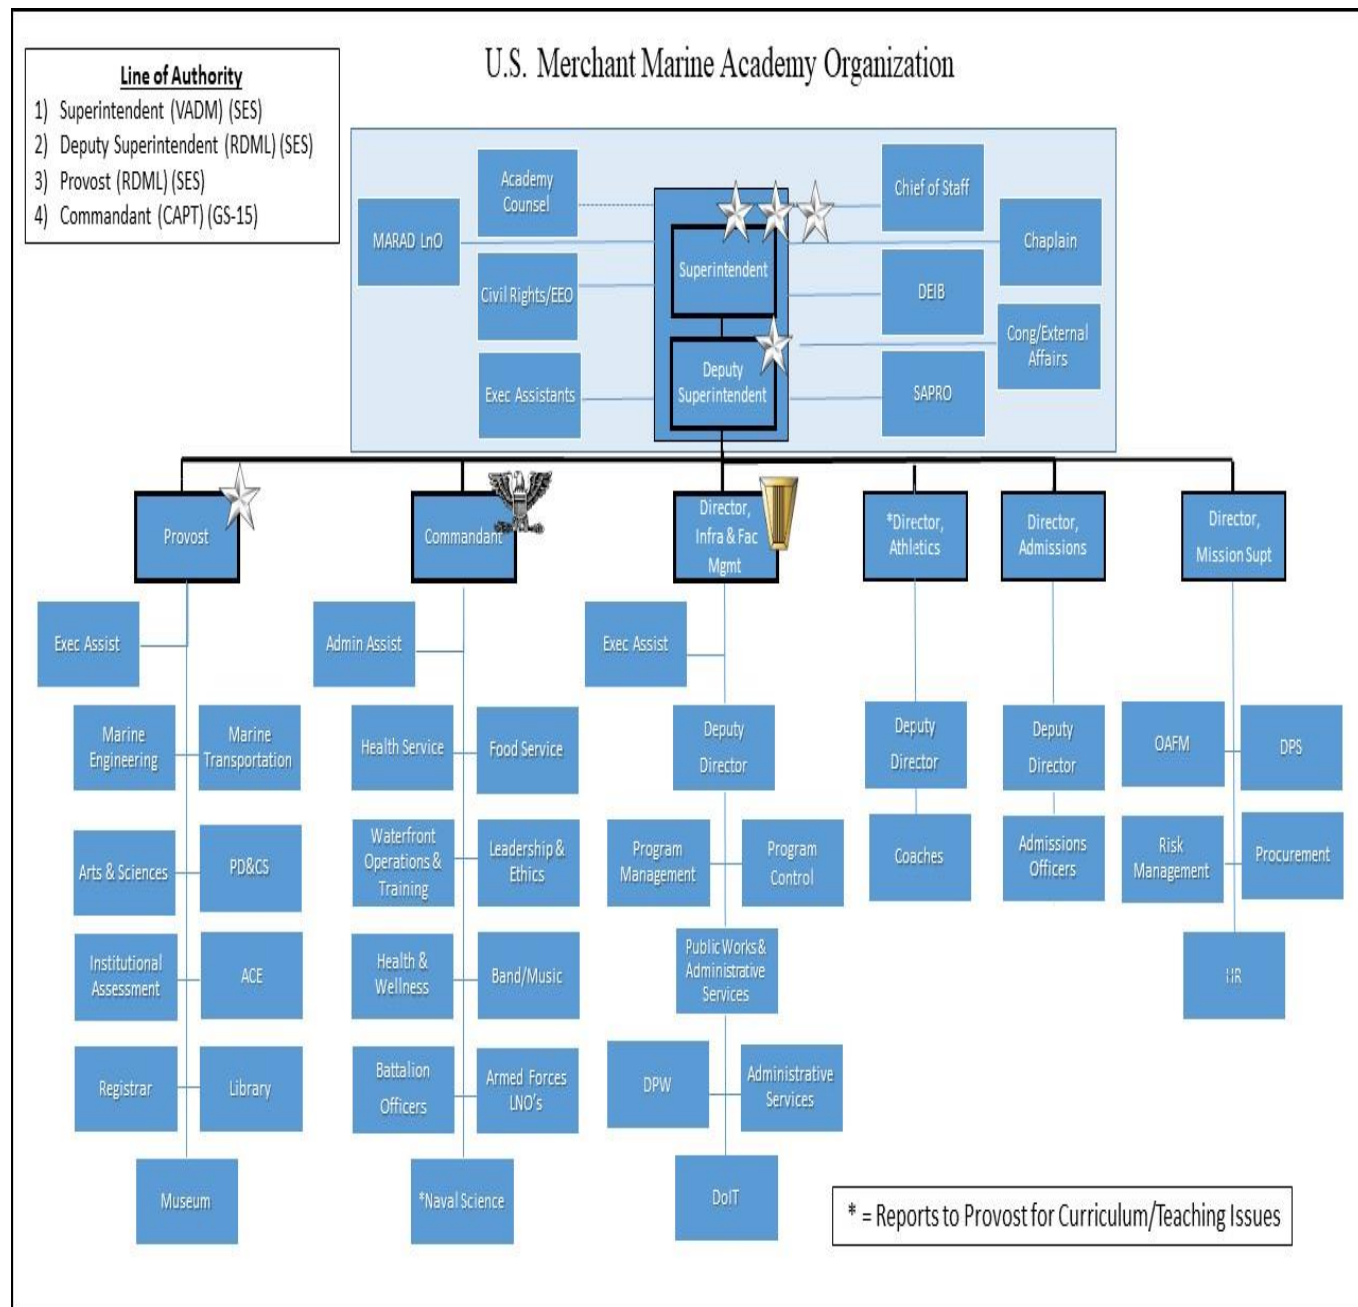 U.S. Merchant Marine Academy Organization
Line of Authority
1) Superintendent (VADM) (SES)
2) Deputy Superintendent (RDML) (SES)
3) Provost (RDML) (SES)
4) Commandant (CAPT) (GS-15)
Academy
Counsel
Chief of Staff
MARAD LnO
Chaplain
Superintendent
Civil Rights/EEO
DEIB
Cong/External
Affairs
Deputy
Superintendent
Exec Assistants
SAPRO
Provost
Commandant
Director,
Infra & Fac
Mgmt
*Director,
Athletics
Director,
Admissions
Director,
Mission Supt
Exec Assist
Admin Assist
Exec Assist
Marine
Engineering
Marine
Transportation
Health Service
Food Service
Deputy
Director
Deputy
Director
Deputy
Director
OAFM
DPS
Arts & Sciences
PD&CS
Waterfront
Operations &
Training
Leadership &
Ethics
Program
Management
Program
Control
Coaches
Admissions
Officers
Risk
Management
Procurement
Institutional
Assessment
ACE
Health &
Wellness
Band/Music
Public Works &
Administrative
Services
HR
Registrar
Library
Battalion
Officers
Armed Forces
LNO's
DPW
Administrative
Services
Museum
*Naval Science
DoIT
* = Reports to Provost for Curriculum/Teaching Issues